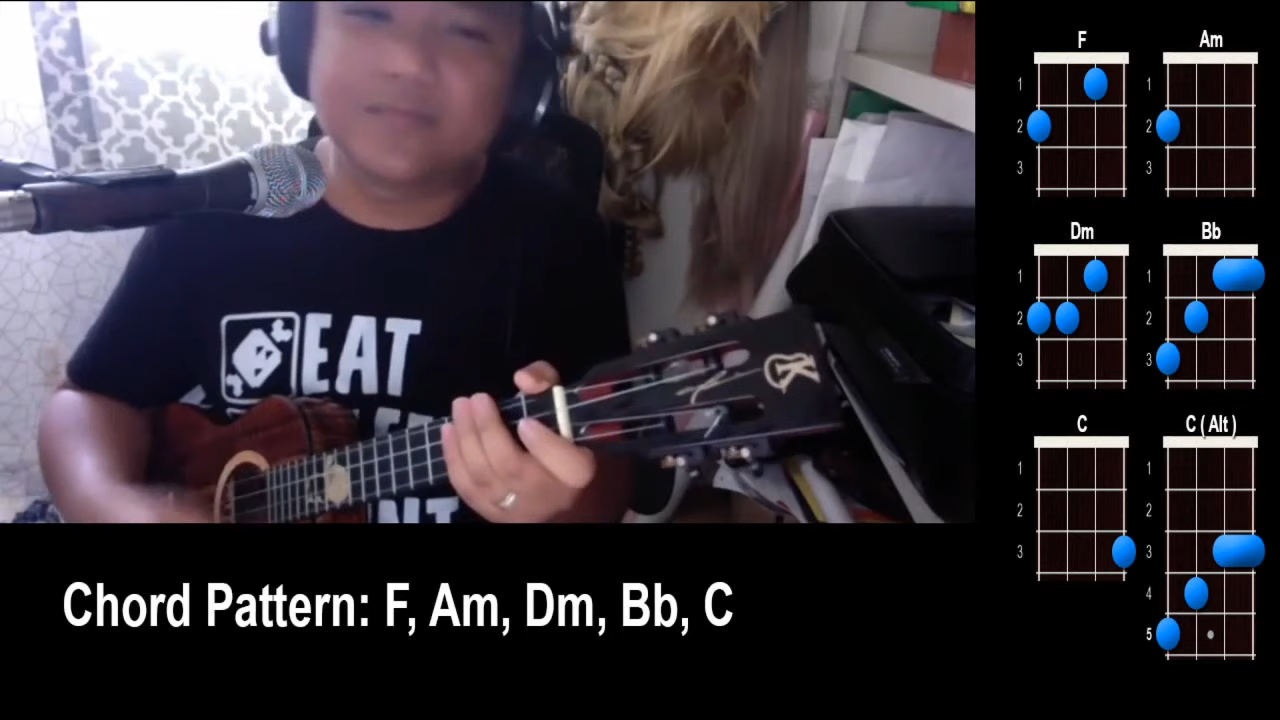 F Am
1 1
2 2
3 3
Dm Bb
1 1
2 2
3 3
C C ( Alt )
1 1
2 2
3 3
4
5
EAT
NT
K
Chord Pattern: F, Am, Dm, Bb, C